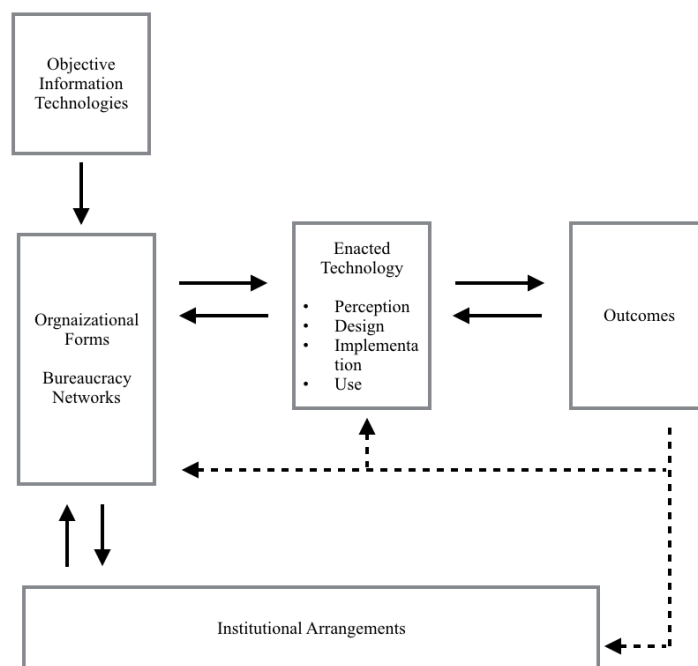 Objective
Information
Technologies
Orgnaizational
Forms
Bureaucracy
Networks
Enacted
Technology
• Perception
• Design
• Implementa
tion
• Use
Outcomes
Institutional Arrangements